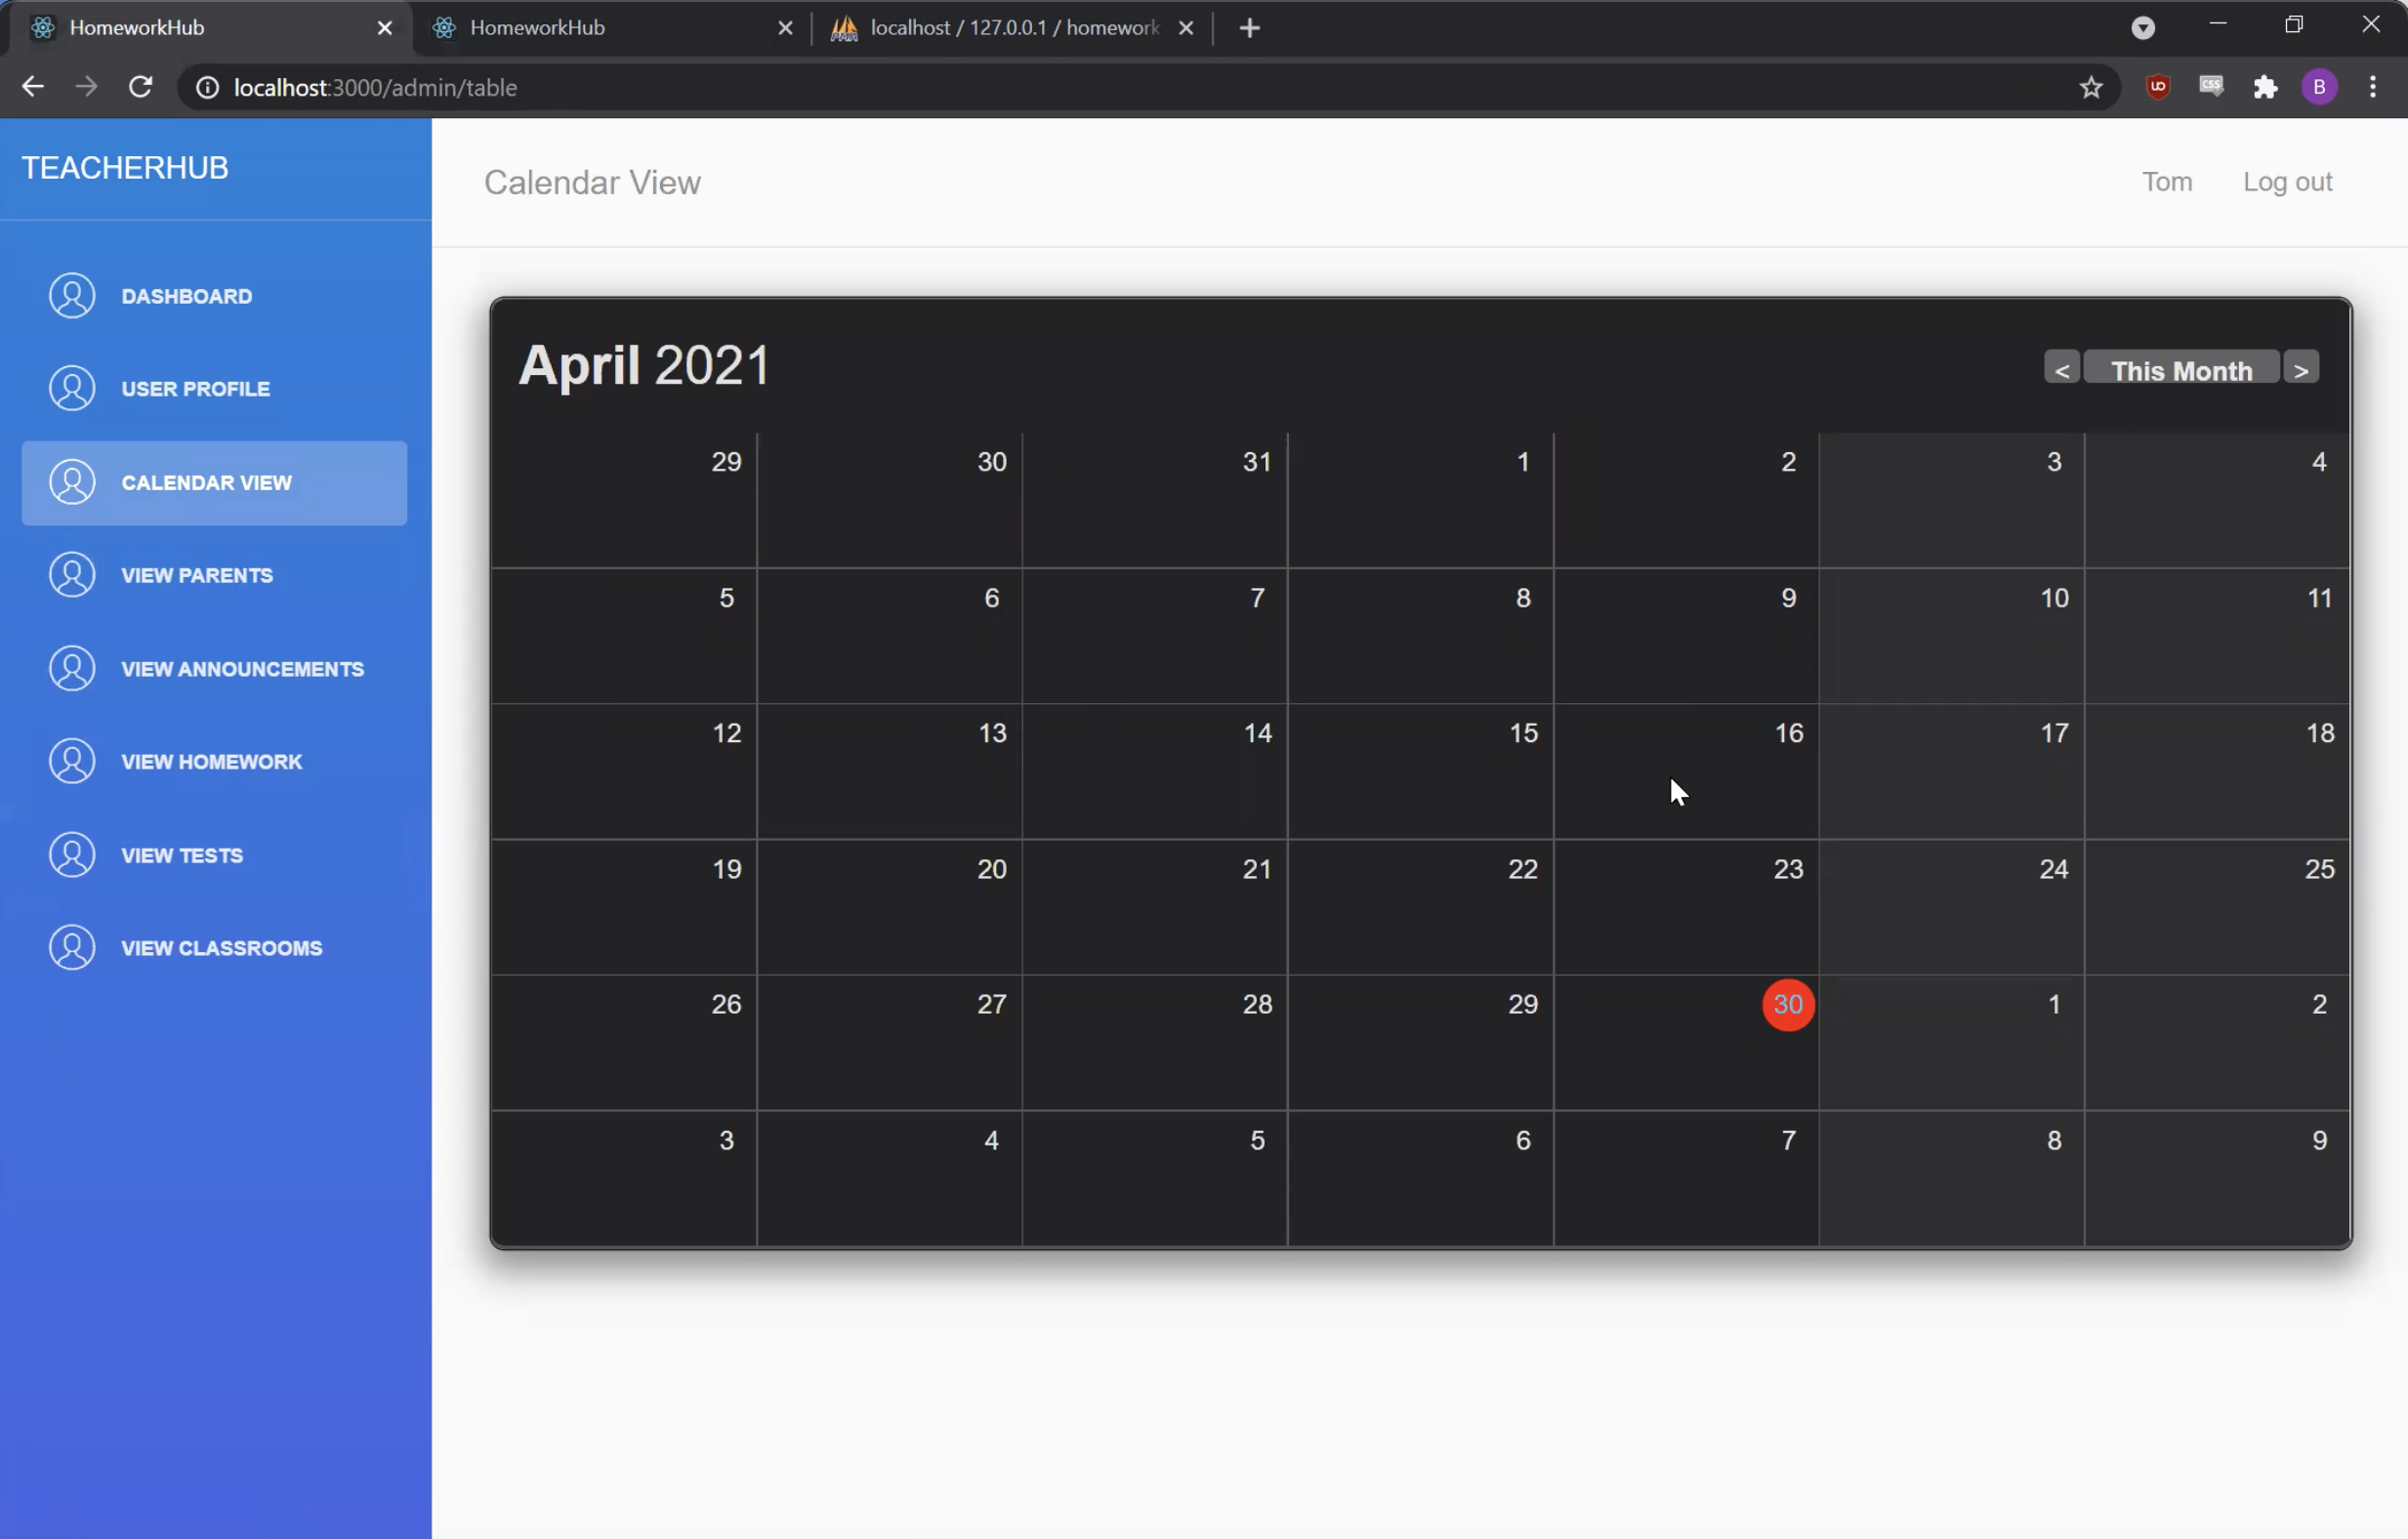 HomeworkHub
HomeworkHub
localhost / 127.0.0.1 / homework
localhost:3000/admin/table
B
TEACHERHUB
Calendar View
Tom
Log out
DASHBOARD
USER PROFILE
CALENDAR VIEW
VIEW PARENTS
VIEW ANNOUNCEMENTS
VIEW HOMEWORK
VIEW TESTS
VIEW CLASSROOMS
April 2021
< This Month >
29 30 31 1 2 3 4
5 6 7 8 9 10 11
12 13 14 15 16 17 18
19 20 21 22 23 24 25
26 27 28 29 30 1 2
3 4 5 6 7 8 9